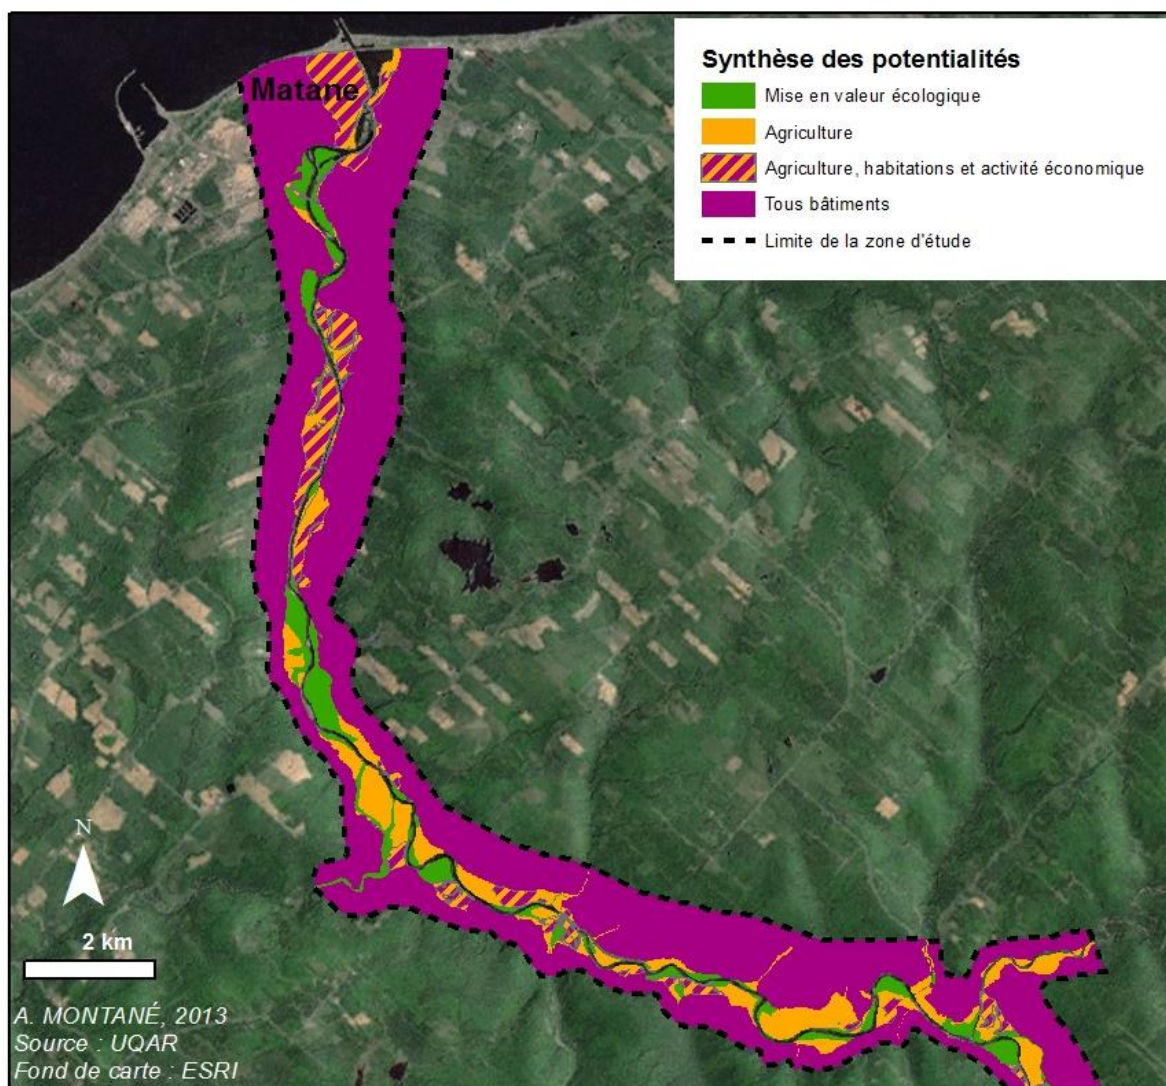 Matane
Synthèse des potentialités
Mise en valeur écologique
Agriculture
Agriculture, habitations et activité économique
Tous bâtiments
Limite de la zone d'étude
N
2 km
A. MONTANÉ, 2013
Source : UQAR
Fond de carte : ESRI